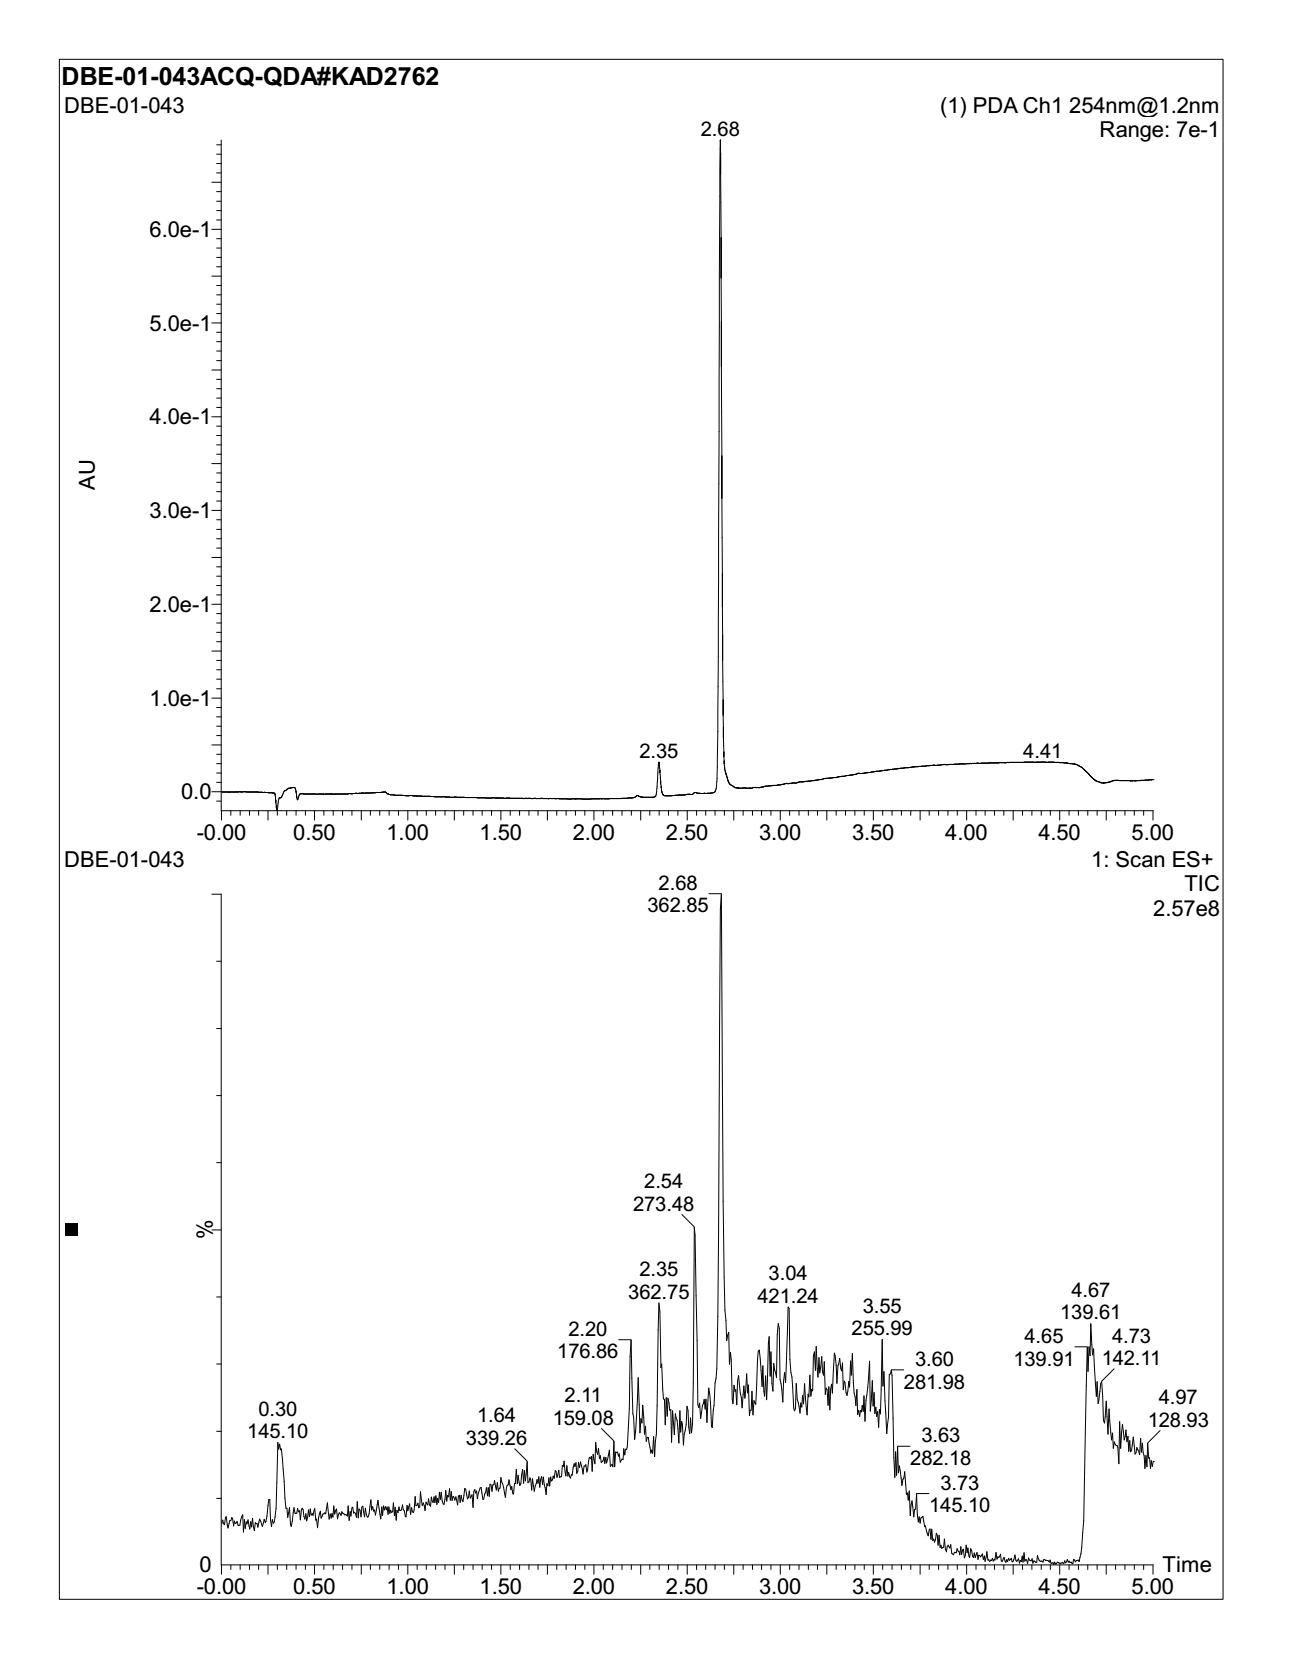 DBE-01-043ACQ-QDA#KAD2762
DBE-01-043
(1) PDA Ch1 254nm@1.2nm
Range: 7e-1
2.68
6.0e-1
5.0e-1
4.0e-1
AU
3.0e-1
2.0e-1
1.0e-1
2.35
4.41
0.0
-0.00 0.50 1.00 1.50 2.00 2.50 3.00 3.50 4.00 4.50 5.00
DBE-01-043
1: Scan ES+
TIC
2.57e8
2.68
362.85
2.54
273.48
%
2.35
362.75
3.04
421.24
4.67
139.61
3.55
255.99
2.20
176.86
4.65
139.91
4.73
142.11
3.60
281.98
2.11
159.08
4.97
128.93
0.30
145.10
1.64
339.26
3.63
282.18
3.73
145.10
0
Time
-0.00 0.50 1.00 1.50 2.00 2.50 3.00 3.50 4.00 4.50 5.00